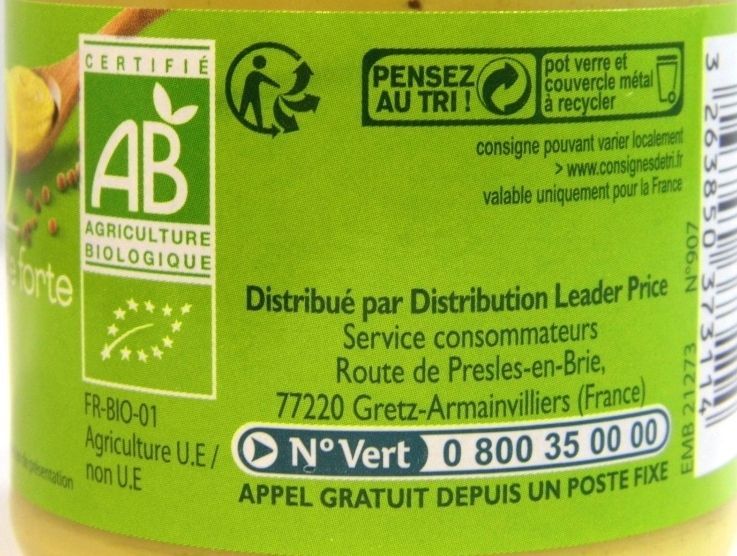 CERTIFIÉ
AB
AGRICULTURE
BIOLOGIQUE
forte
FR-BIO-01
Agriculture U.E /
non U.E
PENSEZ
AU TRI !
pot verre et
couvercle métal
à recycler
consigne pouvant varier localement
> www.consignesdetri.fr
valable uniquement pour la France
Distribué par Distribution Leader Price
Service consommateurs
Route de Presles-en-Brie,
77220 Gretz-Armainvilliers (France)
N° Vert 0 800 35 00 00
APPEL GRATUIT DEPUIS UN POSTE FIXE
EMB 21273 N°907
3 263850 373114